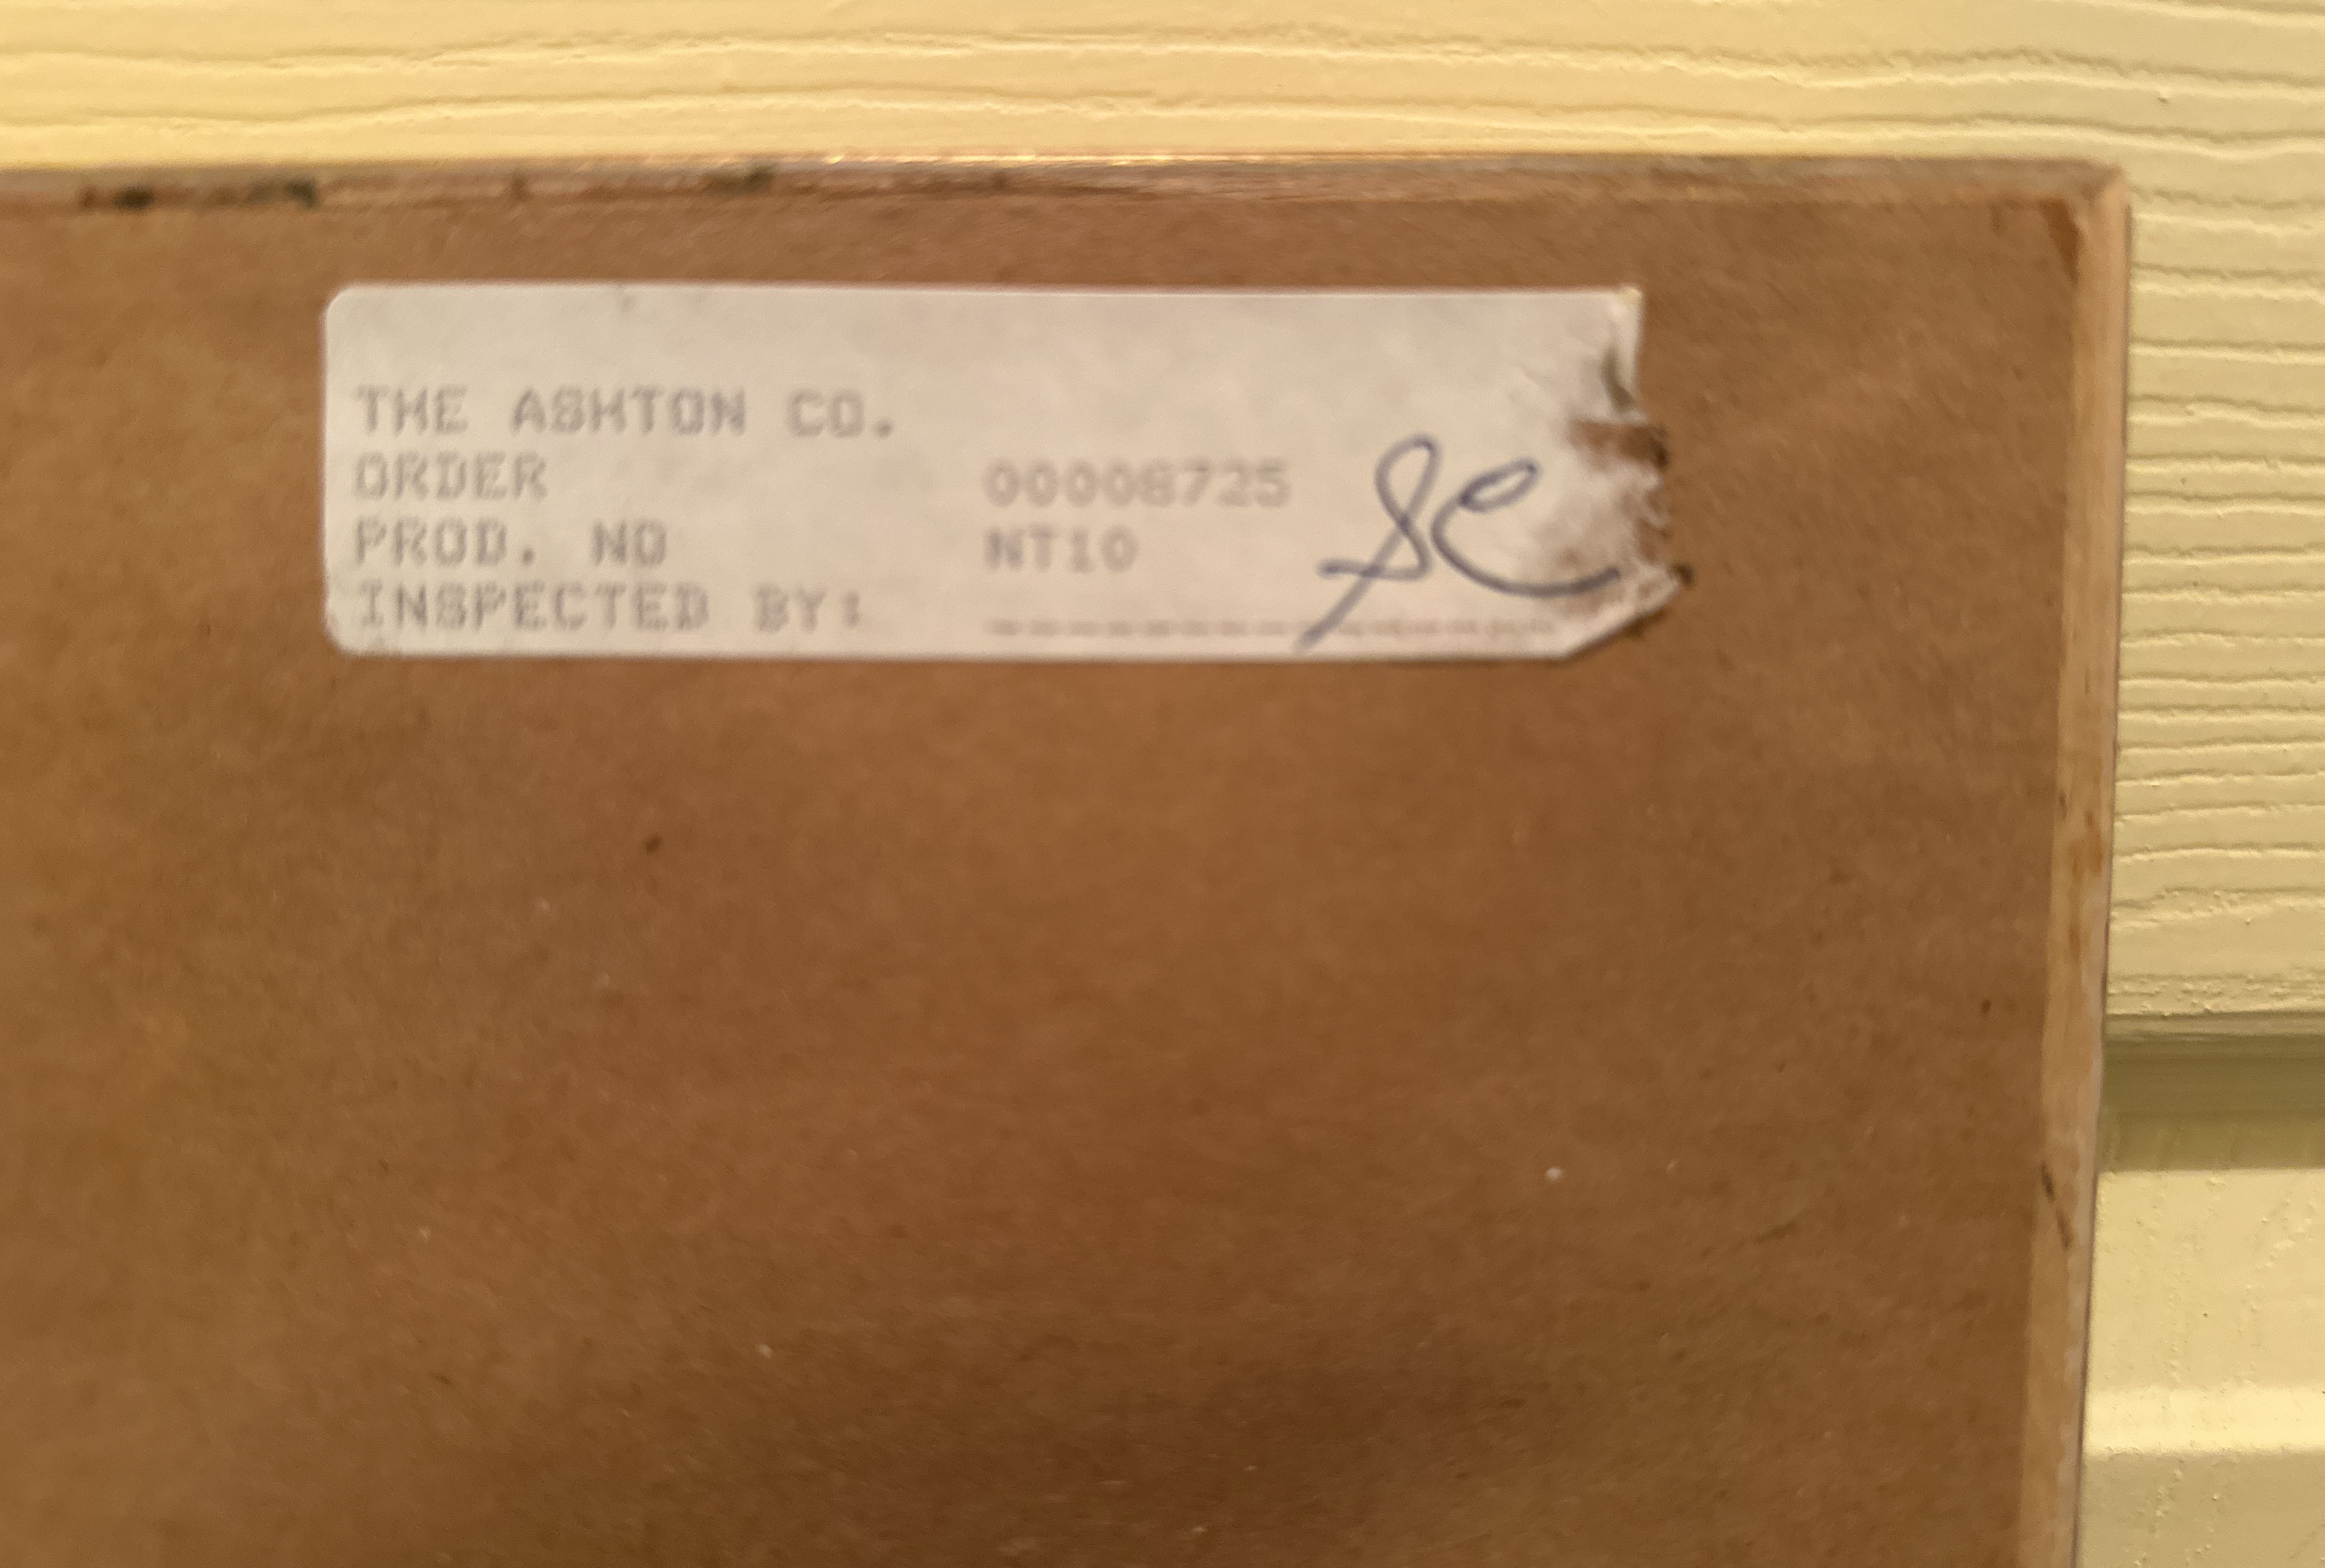 THE ASHTON CO.
ORDER 00008725
PROD. NO NT10
INSPECTED BY: